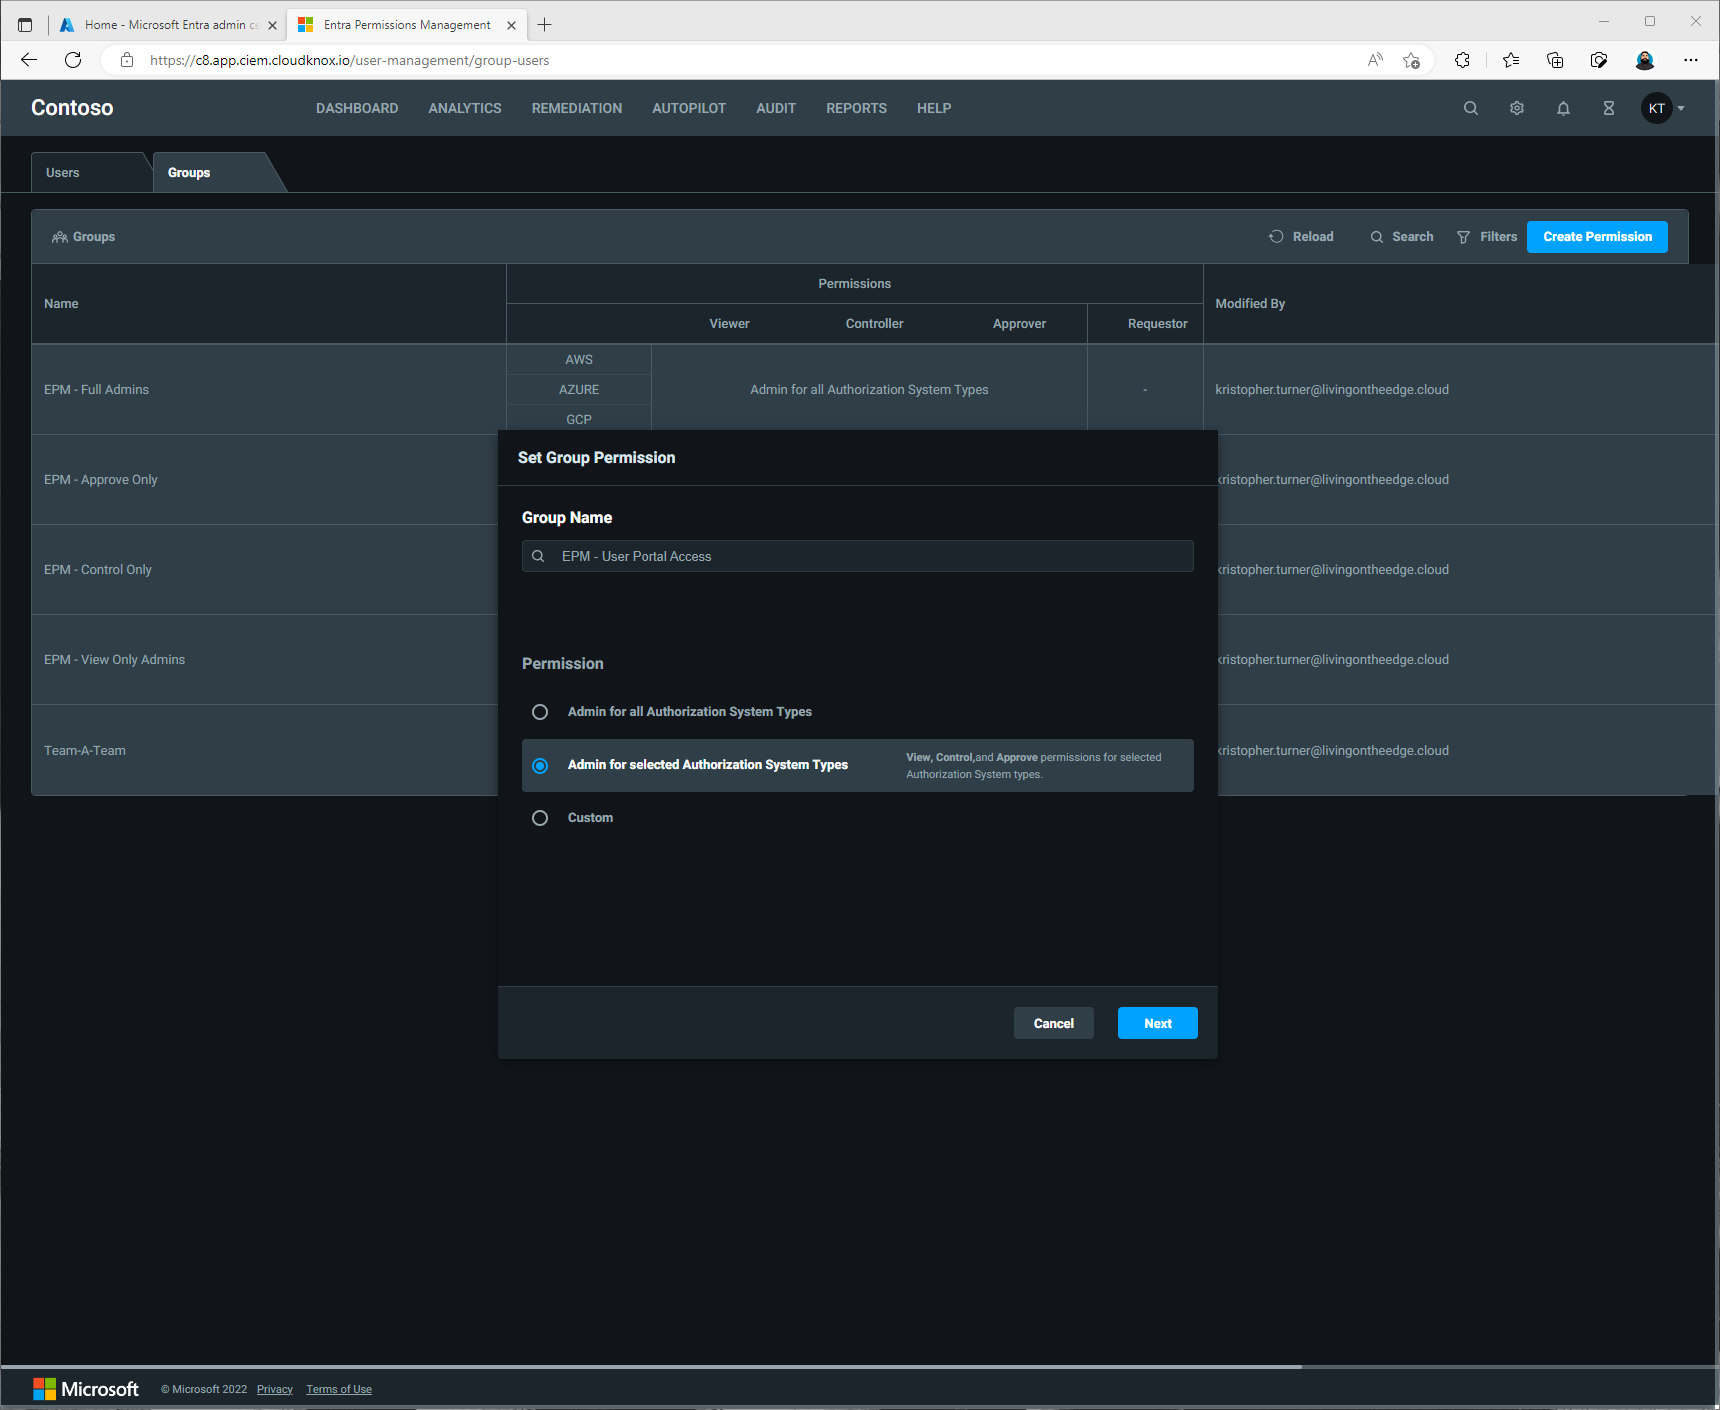 Home - Microsoft Entra admin ce
Entra Permissions Management
https://c8.app.ciem.cloudknox.io/user-management/group-users
Contoso
DASHBOARD
ANALYTICS
REMEDIATION
AUTOPILOT
AUDIT
REPORTS
HELP
KT
Users
Groups
Groups
Reload
Search
Filters
Create Permission
Name
Permissions
Modified By
Viewer
Controller
Approver
Requestor
EPM - Full Admins
AWS
AZURE
GCP
Admin for all Authorization System Types
-
kristopher.turner@livingontheedge.cloud
EPM - Approve Only
kristopher.turner@livingontheedge.cloud
EPM - Control Only
kristopher.turner@livingontheedge.cloud
EPM - View Only Admins
kristopher.turner@livingontheedge.cloud
Team-A-Team
kristopher.turner@livingontheedge.cloud
Set Group Permission
Group Name
EPM - User Portal Access
Permission
Admin for all Authorization System Types
Admin for selected Authorization System Types
View, Control,and Approve permissions for selected
Authorization System types.
Custom
Cancel
Next
Microsoft
© Microsoft 2022
Privacy
Terms of Use